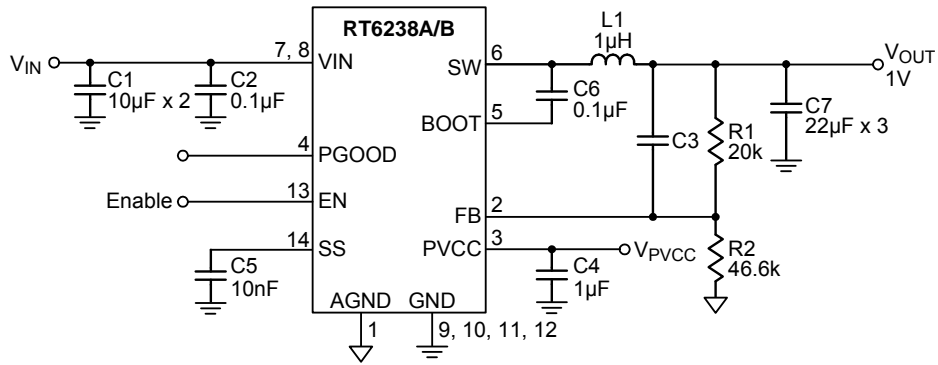 RT6238A/B
VIN
7, 8
VIN
C1
10μF x 2
C2
0.1μF
4
PGOOD
Enable
13
EN
14
SS
C5
10nF
AGND
1
GND
9, 10, 11, 12
SW
6
L1
1μH
C6
0.1μF
BOOT
5
C3
R1
20k
C7
22μF x 3
VOUT
1V
FB
2
PVCC
3
C4
1μF
VPVCC
R2
46.6k